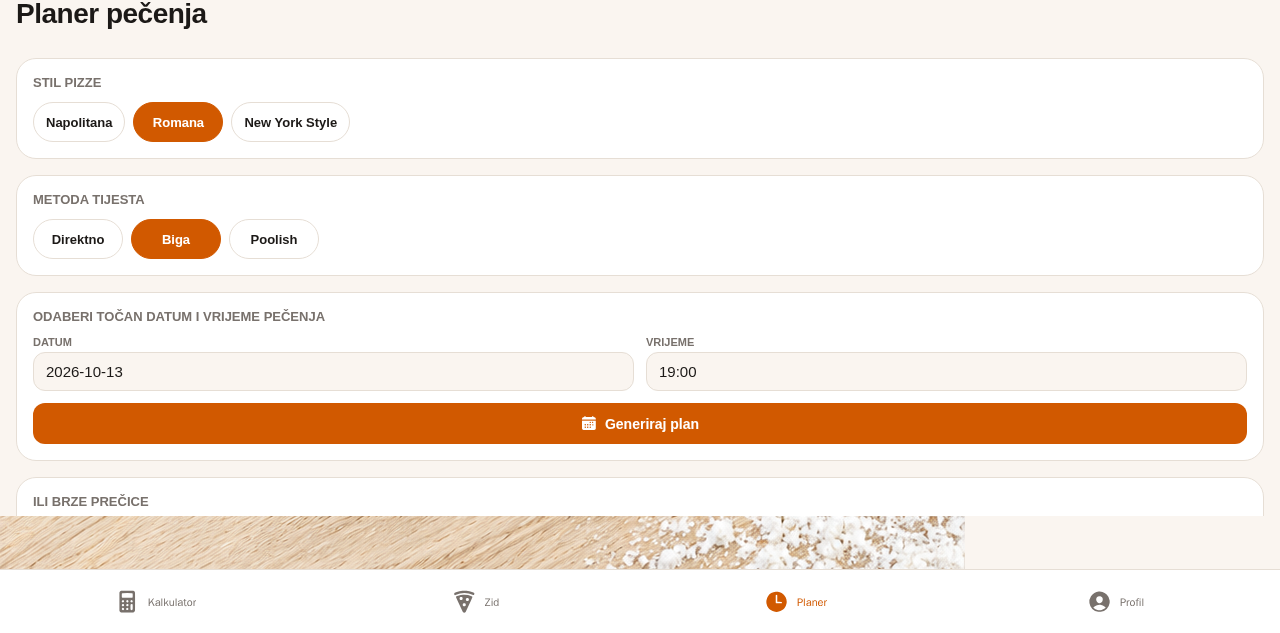 Planer pečenja
STIL PIZZE
Napolitana Romana New York Style
METODA TIJESTA
Direktno Biga Poolish
ODABERI TOČAN DATUM I VRIJEME PEČENJA
DATUM VRIJEME
2026-10-13 19:00
Generiraj plan
ILI BRZE PREČICE
Kalkulator Zid Planer Profil